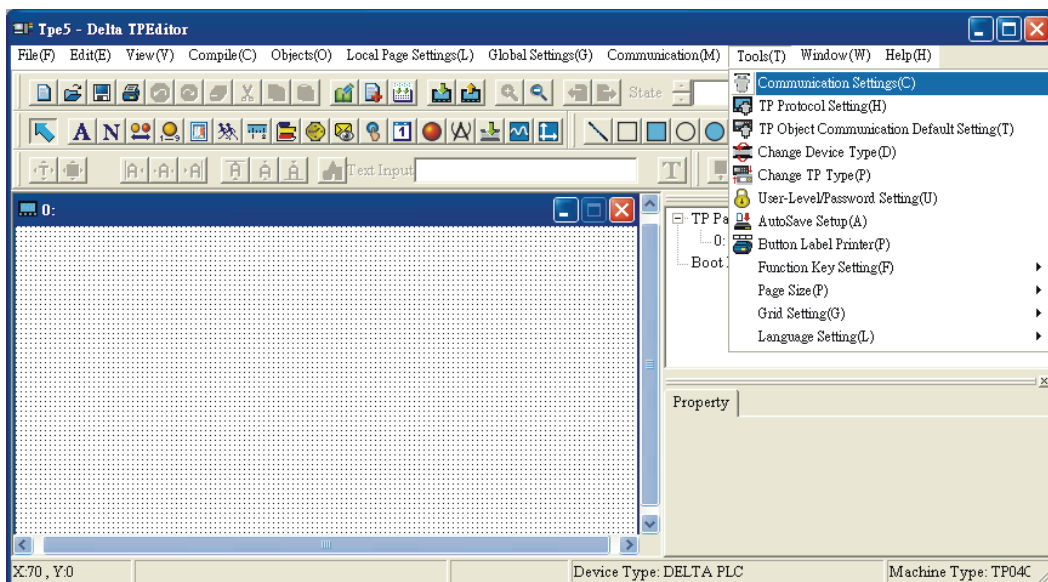 Tpe5 - Delta TPEditor
File(F) Edit(E) View(V) Compile(C) Objects(O) Local Page Settings(L) Global Settings(G) Communication(M) Tools(T) Window(W) Help(H)
State
Communication Settings(C)
TP Protocol Setting(H)
TP Object Communication Default Setting(T)
Change Device Type(D)
Change TP Type(P)
User-Level/Password Setting(U)
AutoSave Setup(A)
Button Label Printer(P)
Function Key Setting(F)
Page Size(P)
Grid Setting(G)
Language Setting(L)
Text Input
0:
TP Pa
0:
Boot
Property
X:70 , Y:0
Device Type: DELTA PLC
Machine Type: TP04C